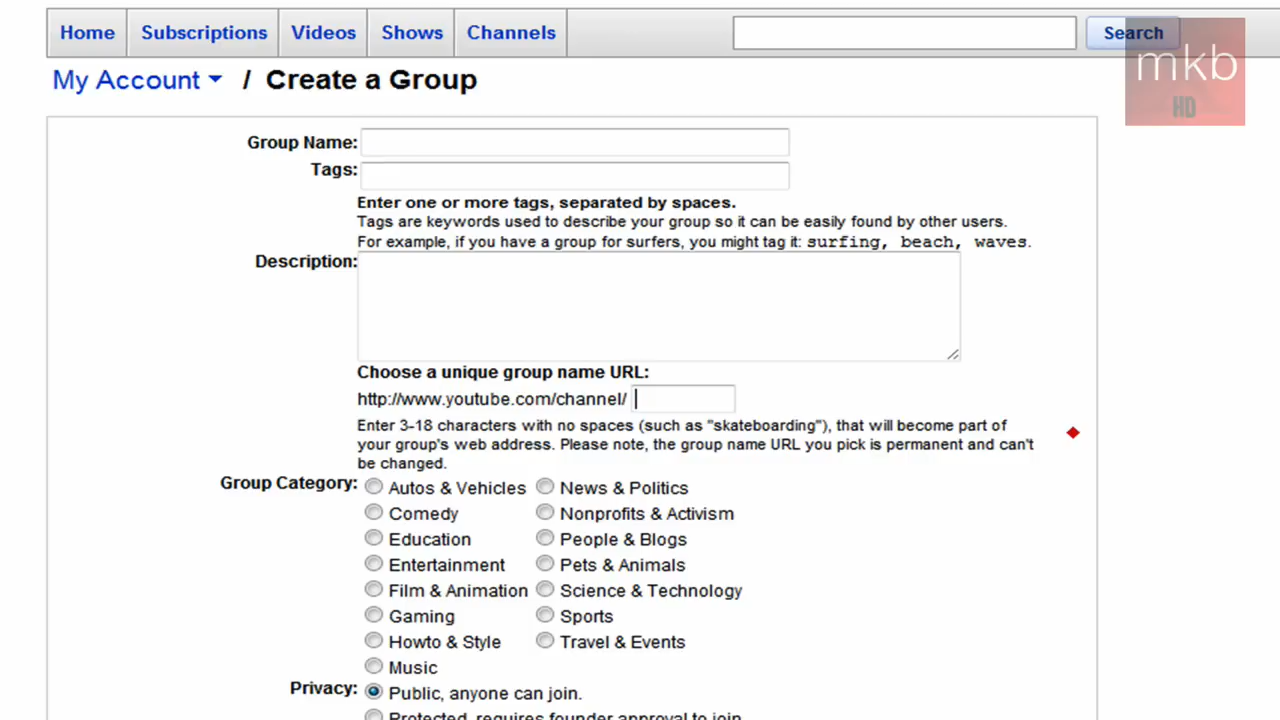 Home Subscriptions Videos Shows Channels Search
mkb
HD
My Account / Create a Group
Group Name:
Tags:
Enter one or more tags, separated by spaces.
Tags are keywords used to describe your group so it can be easily found by other users.
For example, if you have a group for surfers, you might tag it: surfing, beach, waves.
Description:
Choose a unique group name URL:
http://www.youtube.com/channel/
Enter 3-18 characters with no spaces (such as "skateboarding"), that will become part of
your group's web address. Please note, the group name URL you pick is permanent and can't
be changed.
Group Category: Autos & Vehicles News & Politics
Comedy Nonprofits & Activism
Education People & Blogs
Entertainment Pets & Animals
Film & Animation Science & Technology
Gaming Sports
Howto & Style Travel & Events
Music
Privacy: Public, anyone can join.
Protected, requires founder approval to join